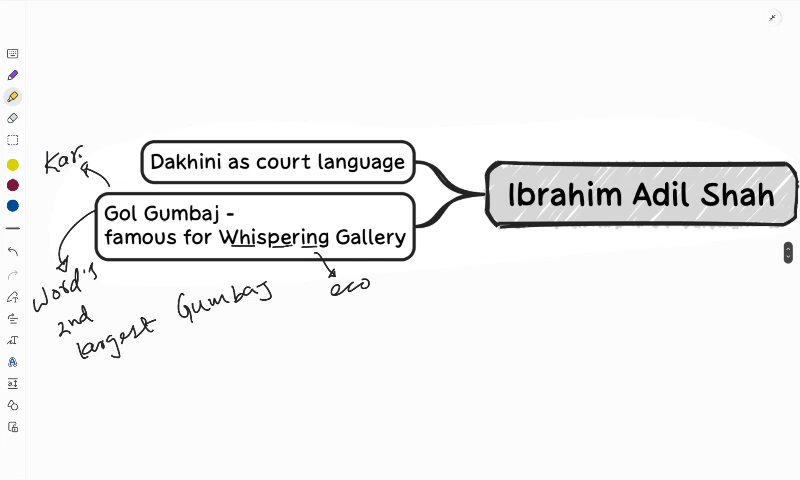 Kar.
Dakhini as court language
Ibrahim Adil Shah
Gol Gumbaj -
famous for Whispering Gallery
Word's
2nd
largest Gumbaj
eco